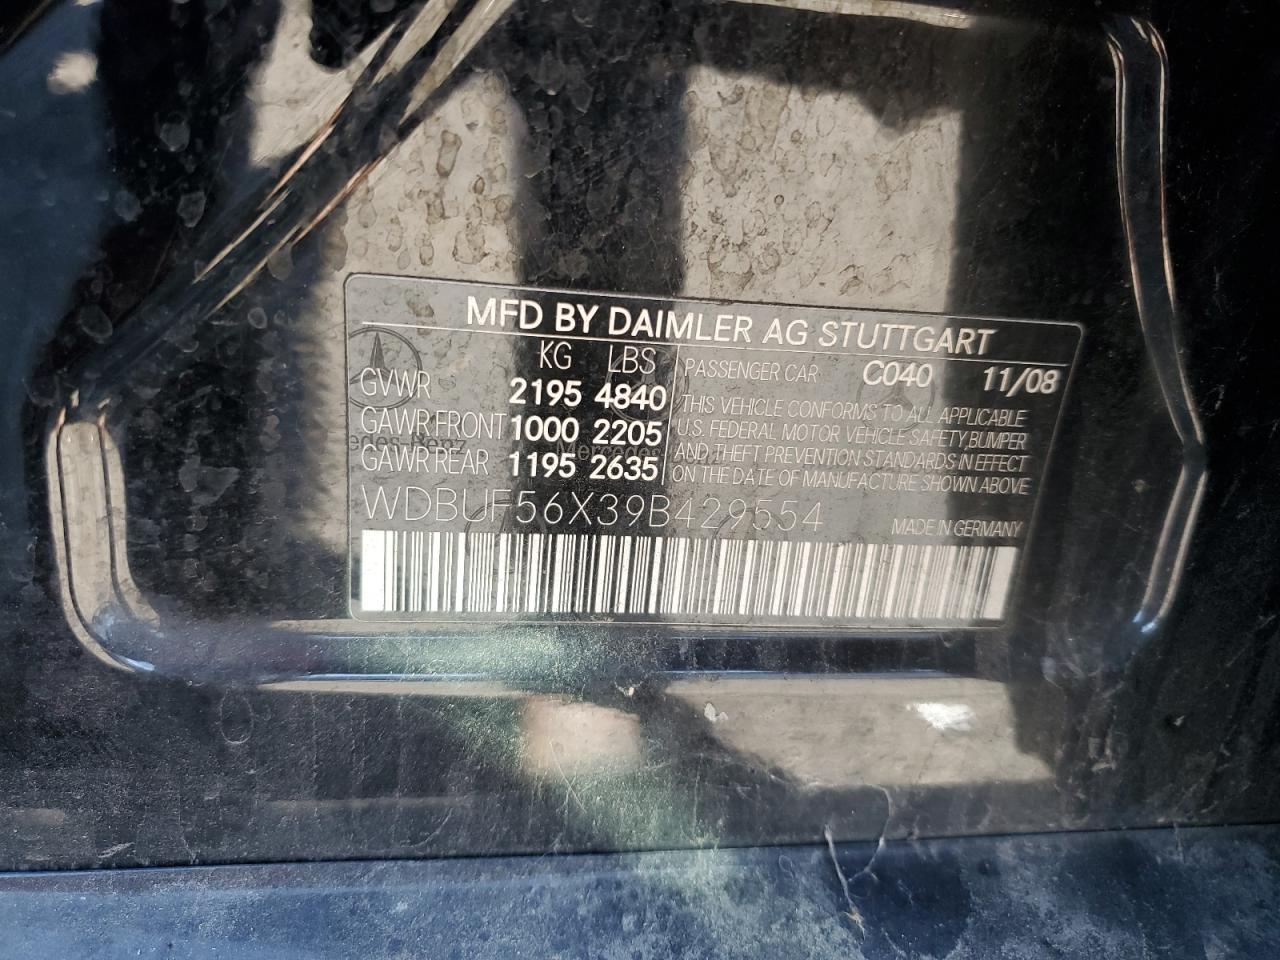 MFD BY DAIMLER AG STUTTGART
KG LBS
GVWR 2195 4840
GAWR FRONT 1000 2205
GAWR REAR 1195 2635
PASSENGER CAR C040 11/08
THIS VEHICLE CONFORMS TO ALL APPLICABLE
U.S. FEDERAL MOTOR VEHICLE SAFETY, BUMPER
AND THEFT PREVENTION STANDARDS IN EFFECT
ON THE DATE OF MANUFACTURE SHOWN ABOVE
WDBUF56X39B429554
MADE IN GERMANY